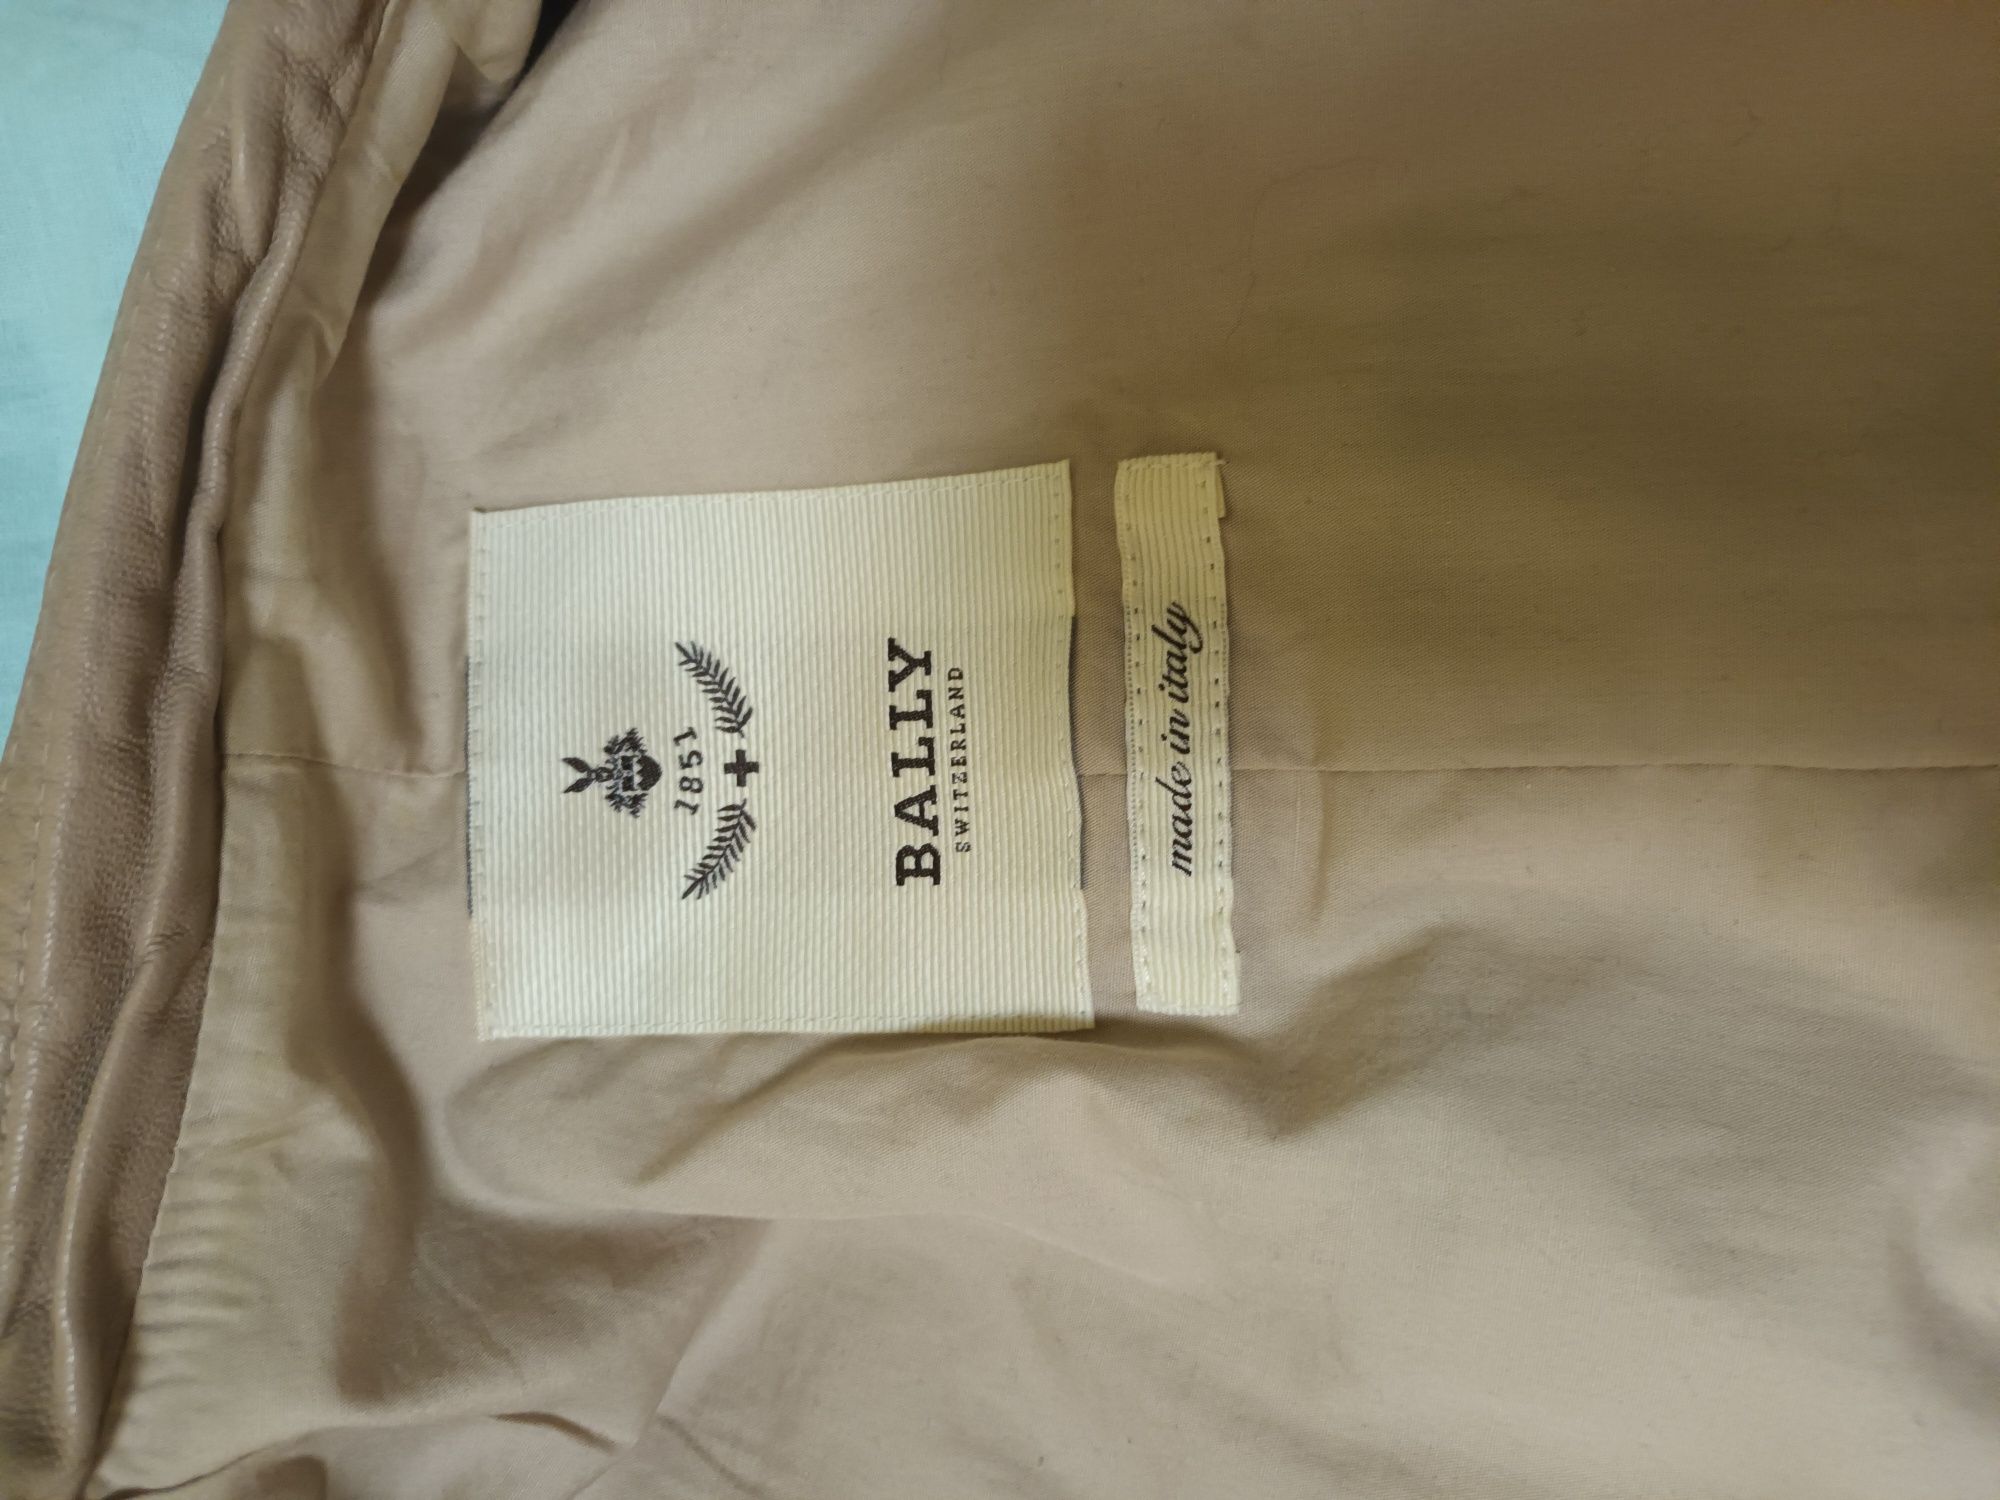 1851
BALLY
SWITZERLAND
made in italy